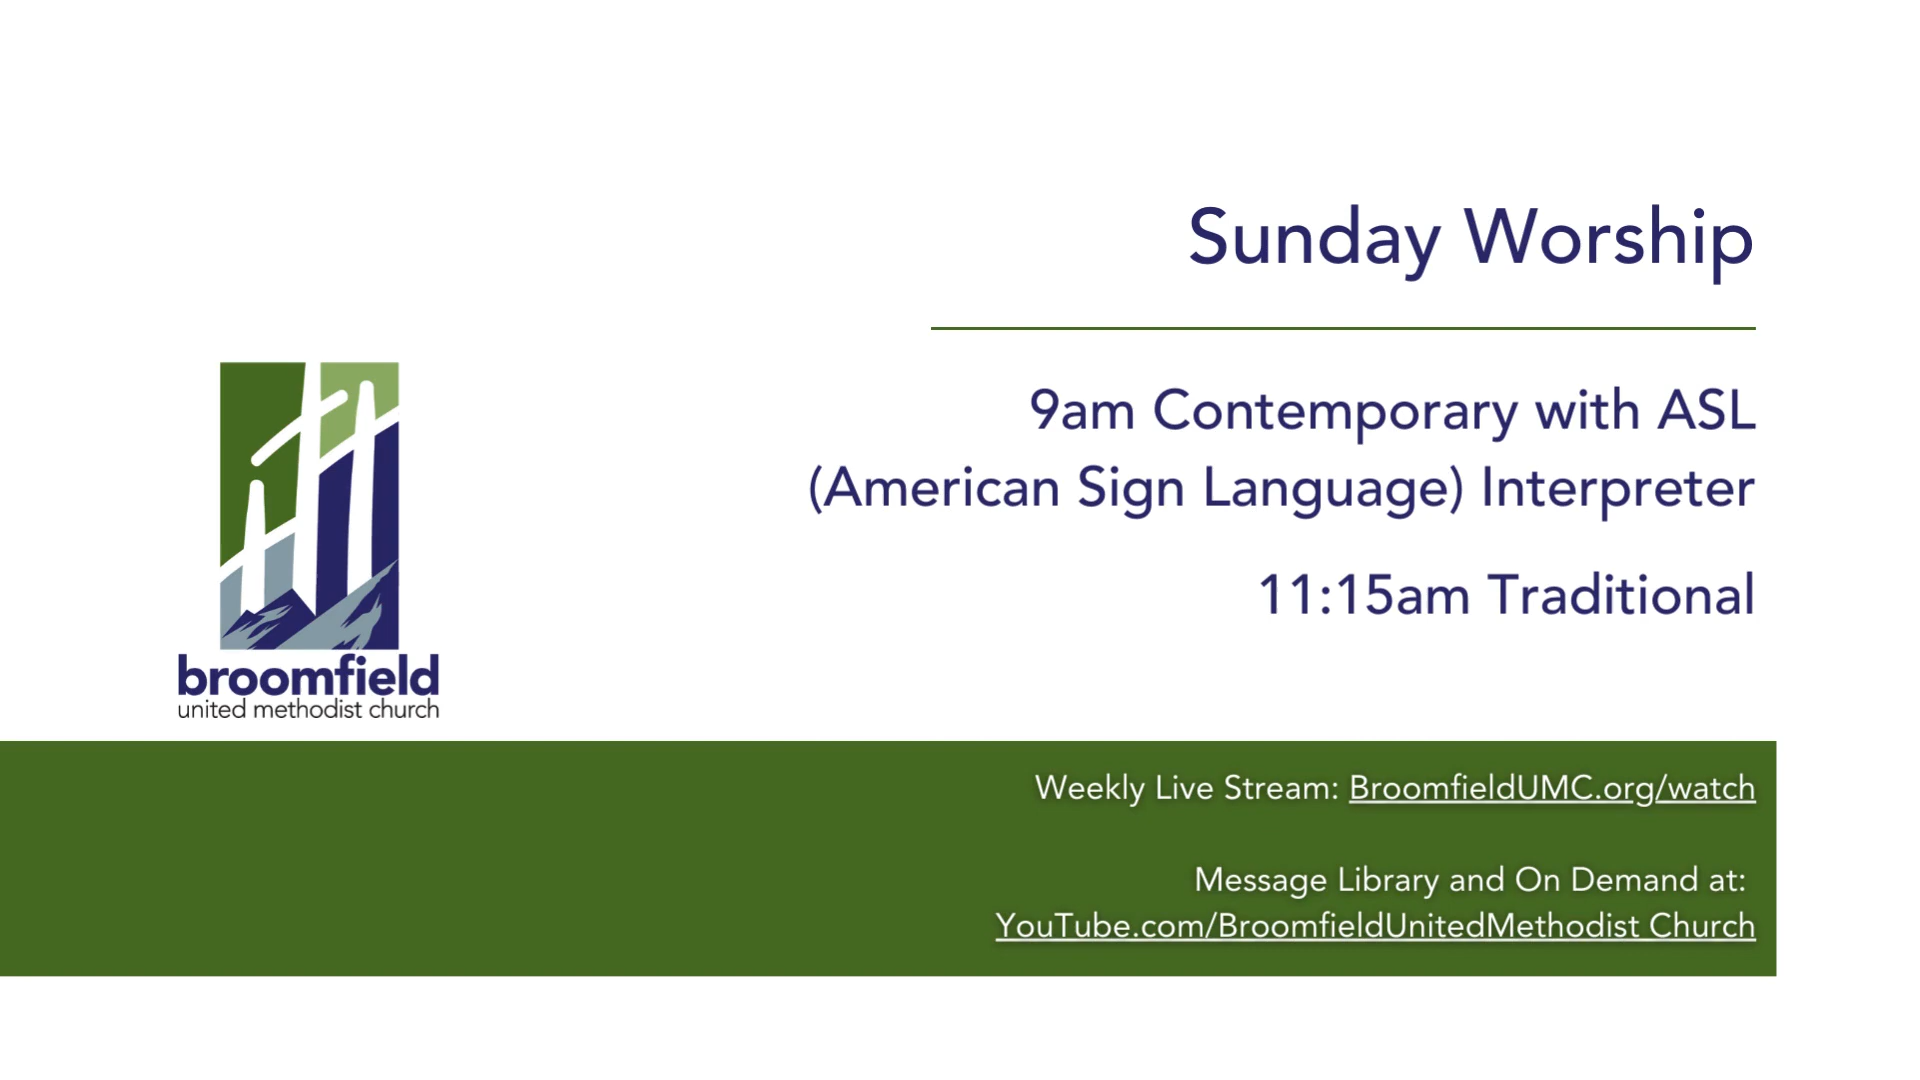 Sunday Worship
9am Contemporary with ASL
(American Sign Language) Interpreter
11:15am Traditional
broomfield
united methodist church
Weekly Live Stream: BroomfieldUMC.org/watch
Message Library and On Demand at:
YouTube.com/BroomfieldUnitedMethodist Church